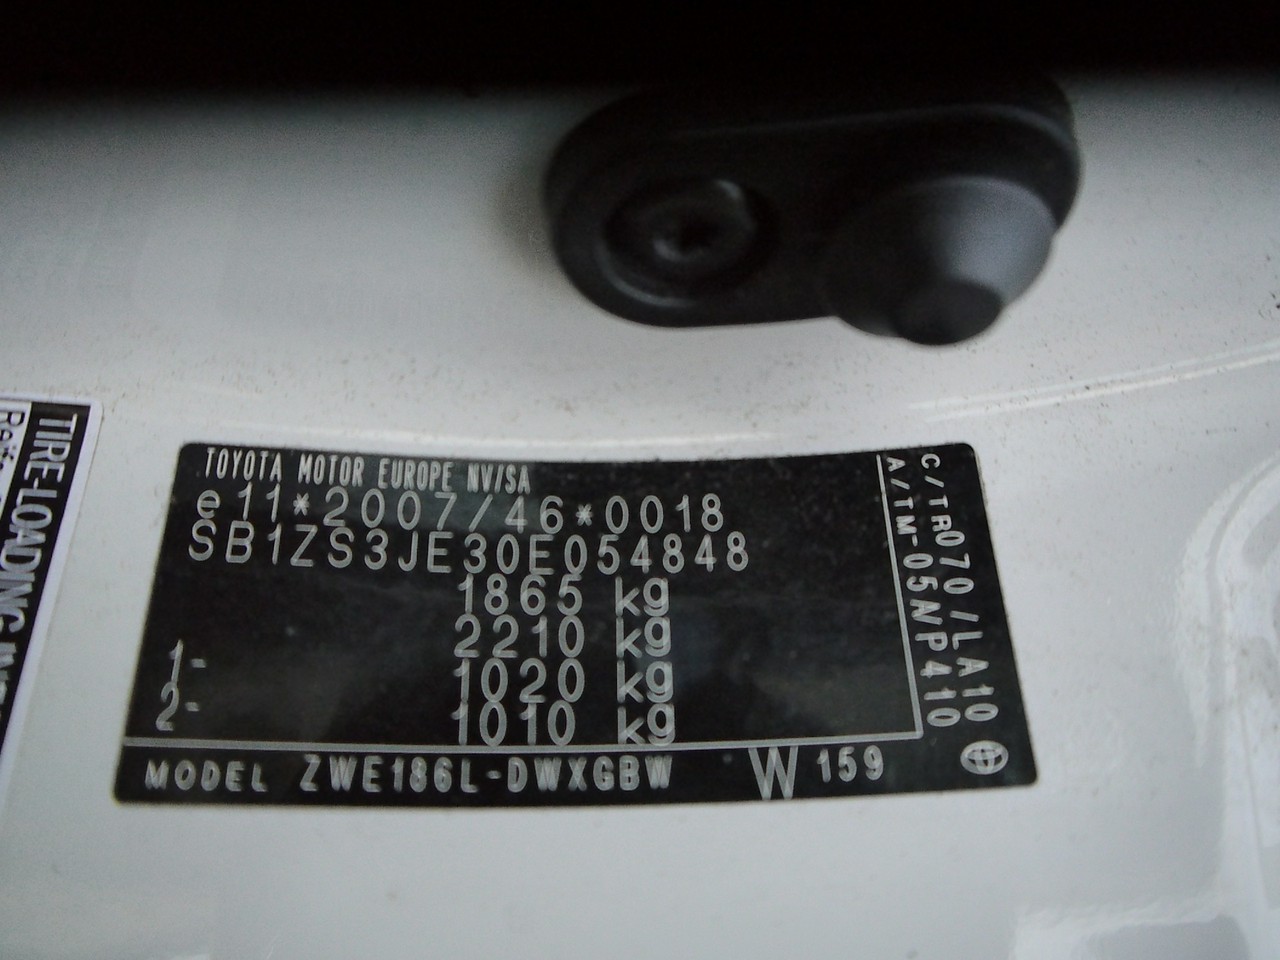 TIRE-LOADING
TOYOTA MOTOR EUROPE NV/SA
e11*2007/46*0018
SB1ZS3JE30E054848
1865 kg
2210 kg
1- 1020 kg
2- 1010 kg
MODEL ZWE186L-DWXGBW W 159
C/TR070/LA10
A/TM-05A/P410